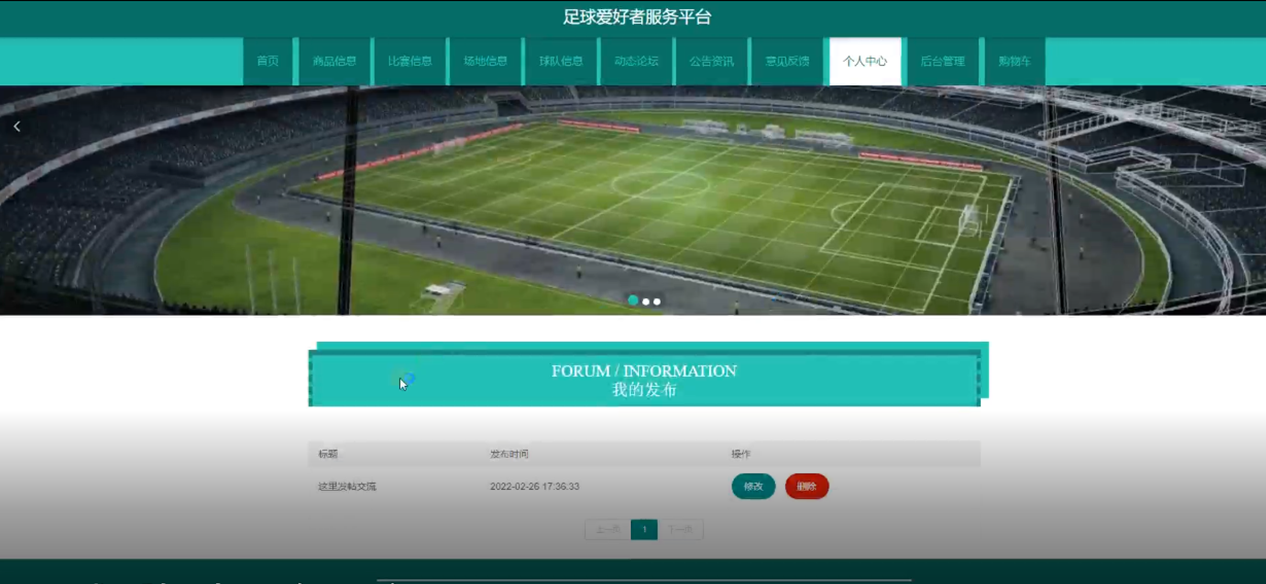 足球爱好者服务平台
首页 商品信息 比赛信息 场地信息 球队信息 动态论坛 公告资讯 意见反馈 个人中心 后台管理 购物车
FORUM / INFORMATION
我的发布
标题 发布时间 操作
这里发帖交流 2022-02-26 17:36:33 修改 删除
上一页 1 下一页